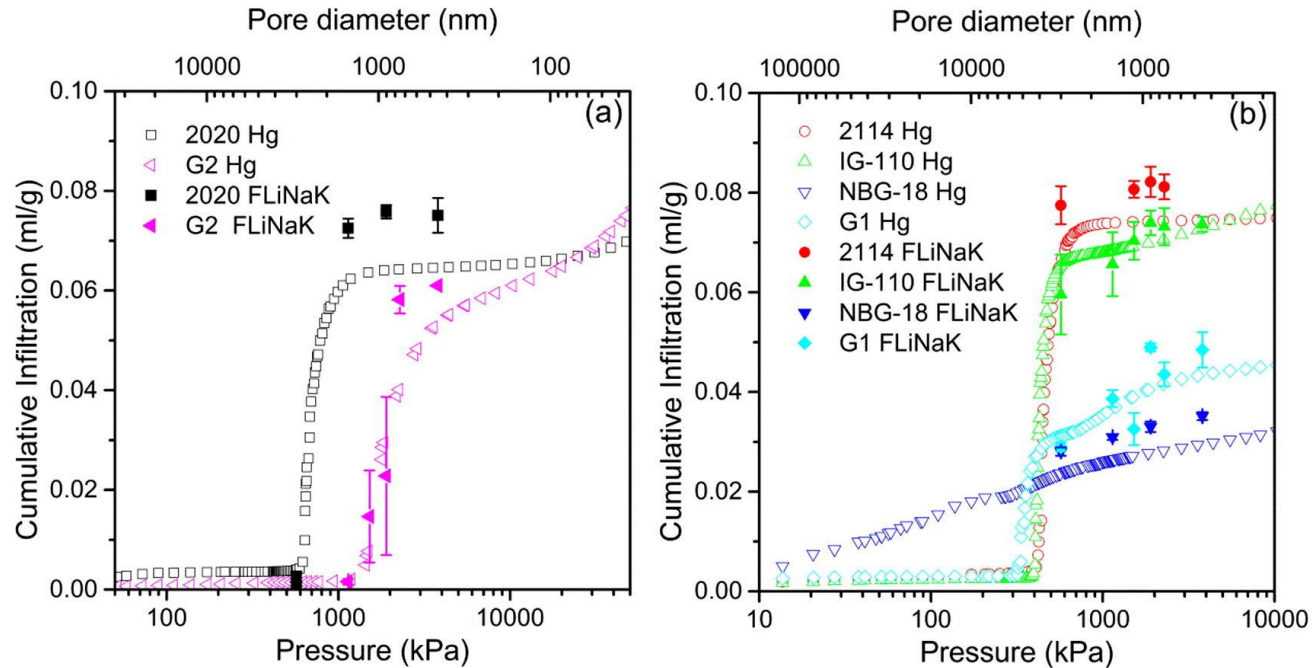 Pore diameter (nm)
10000 1000 100
0.10
0.08
0.06
0.04
0.02
0.00
Cumulative Infiltration (ml/g)
(a)
2020 Hg
G2 Hg
2020 FLiNaK
G2 FLiNaK
100 1000 10000
Pressure (kPa)
Pore diameter (nm)
100000 10000 1000
0.10
0.08
0.06
0.04
0.02
0.00
Cumulative Infiltration (ml/g)
(b)
2114 Hg
IG-110 Hg
NBG-18 Hg
G1 Hg
2114 FLiNaK
IG-110 FLiNaK
NBG-18 FLiNaK
G1 FLiNaK
10 100 1000 10000
Pressure (kPa)